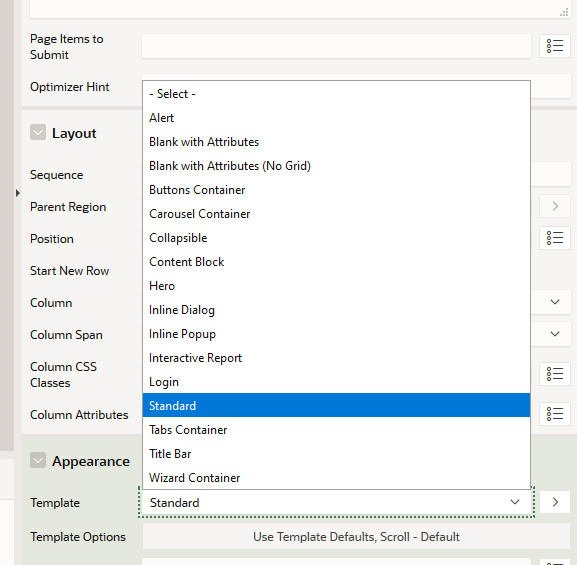 Page Items to
Submit
Optimizer Hint
- Select -
Alert
Layout
Blank with Attributes
Blank with Attributes (No Grid)
Sequence
Buttons Container
Parent Region
Carousel Container
Position
Collapsible
Content Block
Start New Row
Hero
Column
Inline Dialog
Column Span
Inline Popup
Interactive Report
Column CSS
Classes
Login
Standard
Column Attributes
Tabs Container
Appearance
Title Bar
Wizard Container
Template
Standard
Template Options
Use Template Defaults, Scroll - Default